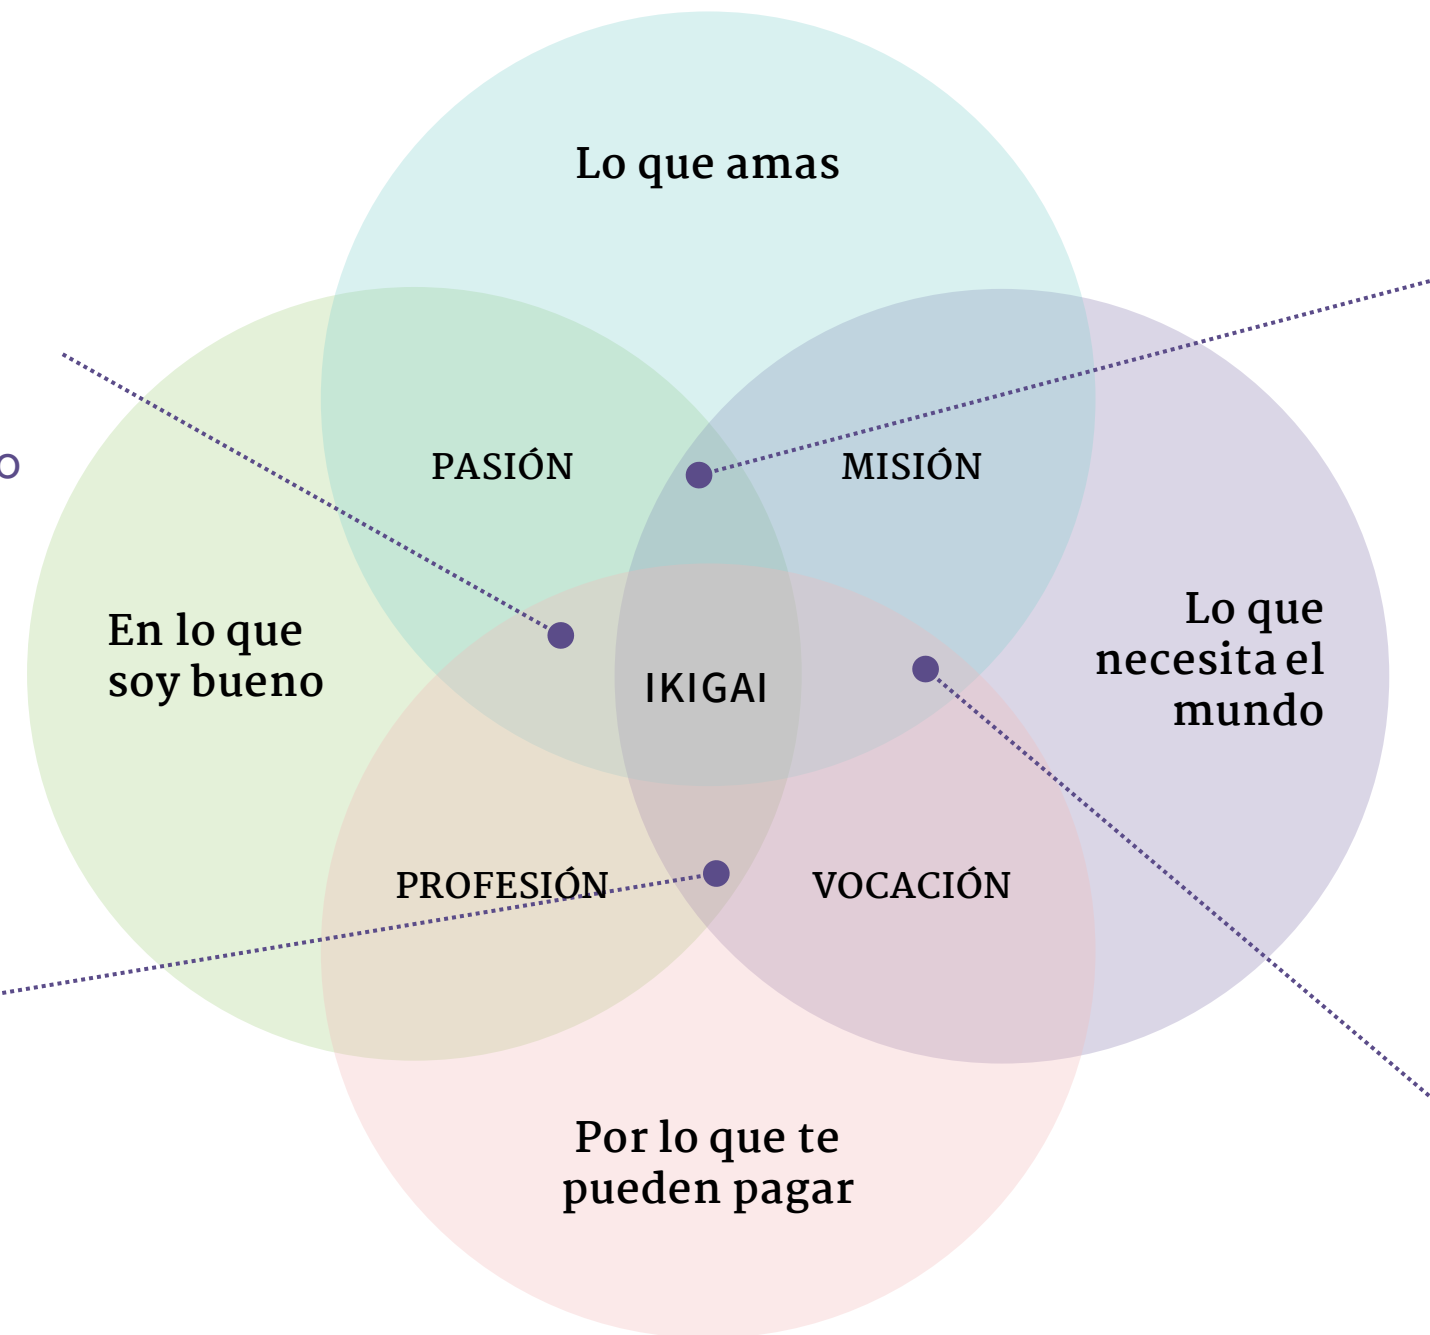 Lo que amas
PASIÓN
MISIÓN
En lo que
soy bueno
IKIGAI
Lo que
necesita el
mundo
PROFESIÓN
VOCACIÓN
Por lo que te
pueden pagar